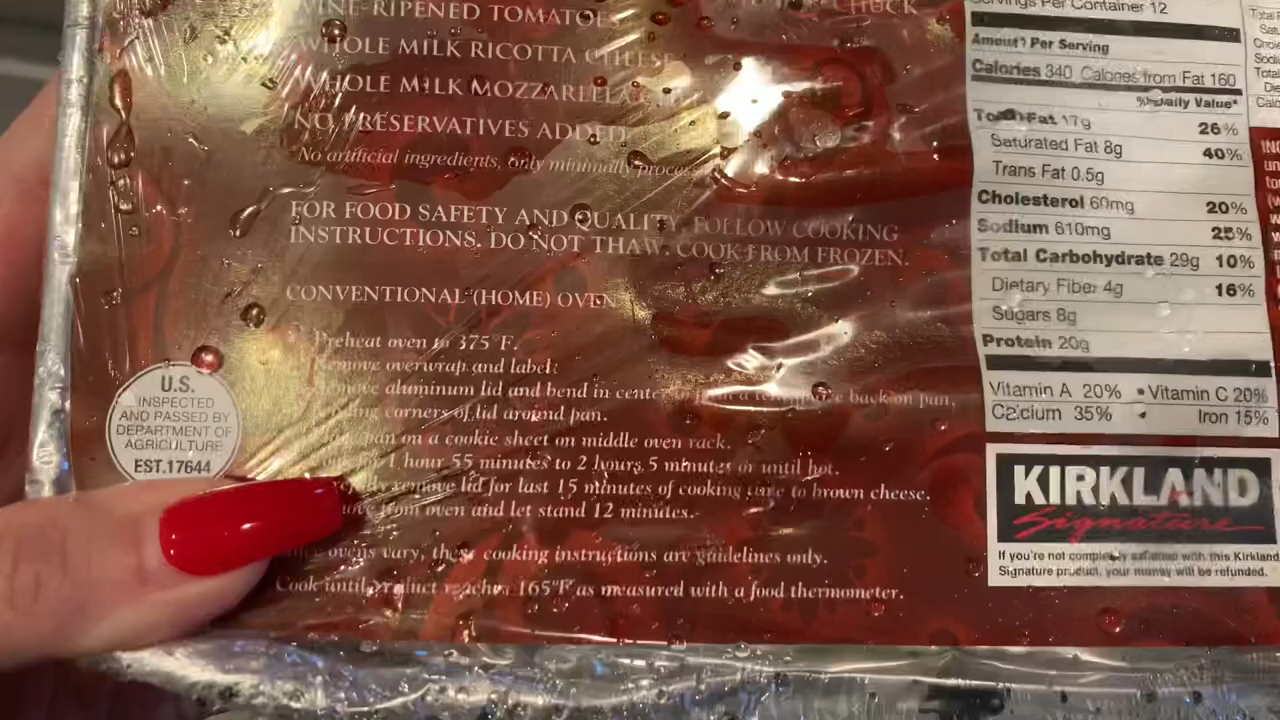 VINE-RIPENED TOMATOES
CHUCK
WHOLE MILK RICOTTA CHEESE
WHOLE MILK MOZZARELLA
NO PRESERVATIVES ADDED
No artificial ingredients, only minimally processed
FOR FOOD SAFETY AND QUALITY, FOLLOW COOKING
INSTRUCTIONS. DO NOT THAW. COOK FROM FROZEN.
CONVENTIONAL (HOME) OVEN
Preheat oven to 375°F.
Remove overwrap and label.
Remove aluminum lid and bend in center to form a back on pan,
corners of lid around pan.
pan on a cookie sheet on middle oven rack.
1 hour 55 minutes to 2 hours 5 minutes or until hot.
remove lid for last 15 minutes of cooking time to brown cheese.
from oven and let stand 12 minutes.
ovens vary, these cooking instructions are guidelines only.
Cook until product reaches 165°F as measured with a food thermometer.
U.S.
INSPECTED
AND PASSED BY
DEPARTMENT OF
AGRICULTURE
EST.17644
Servings Per Container 12
Amount Per Serving
Calories 340 Calories from Fat 160
% Daily Value*
Total Fat 17g 26%
Saturated Fat 8g 40%
Trans Fat 0.5g
Cholesterol 60mg 20%
Sodium 610mg 25%
Total Carbohydrate 29g 10%
Dietary Fiber 4g 16%
Sugars 8g
Protein 20g
Vitamin A 20% • Vitamin C 20%
Calcium 35% • Iron 15%
KIRKLAND
Signature
If you're not completely satisfied with this Kirkland
Signature product, your money will be refunded.